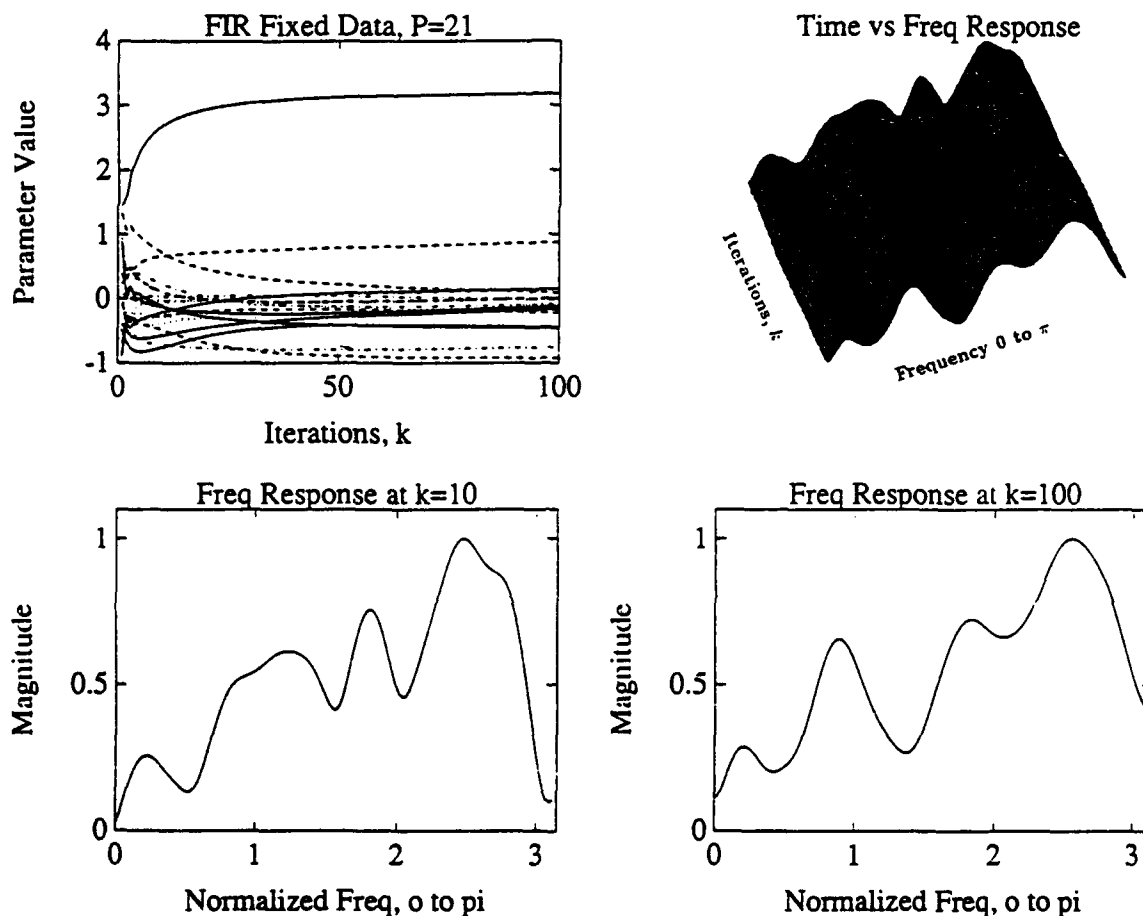 FIR Fixed Data, P=21
4
3
2
1
0
-1
0
50
100
Parameter Value
Iterations, k
Time vs Freq Response
Iterations, k
Frequency 0 to π
Freq Response at k=10
1
0.5
0
0
1
2
3
Magnitude
Normalized Freq, o to pi
Freq Response at k=100
1
0.5
0
0
1
2
3
Magnitude
Normalized Freq, o to pi